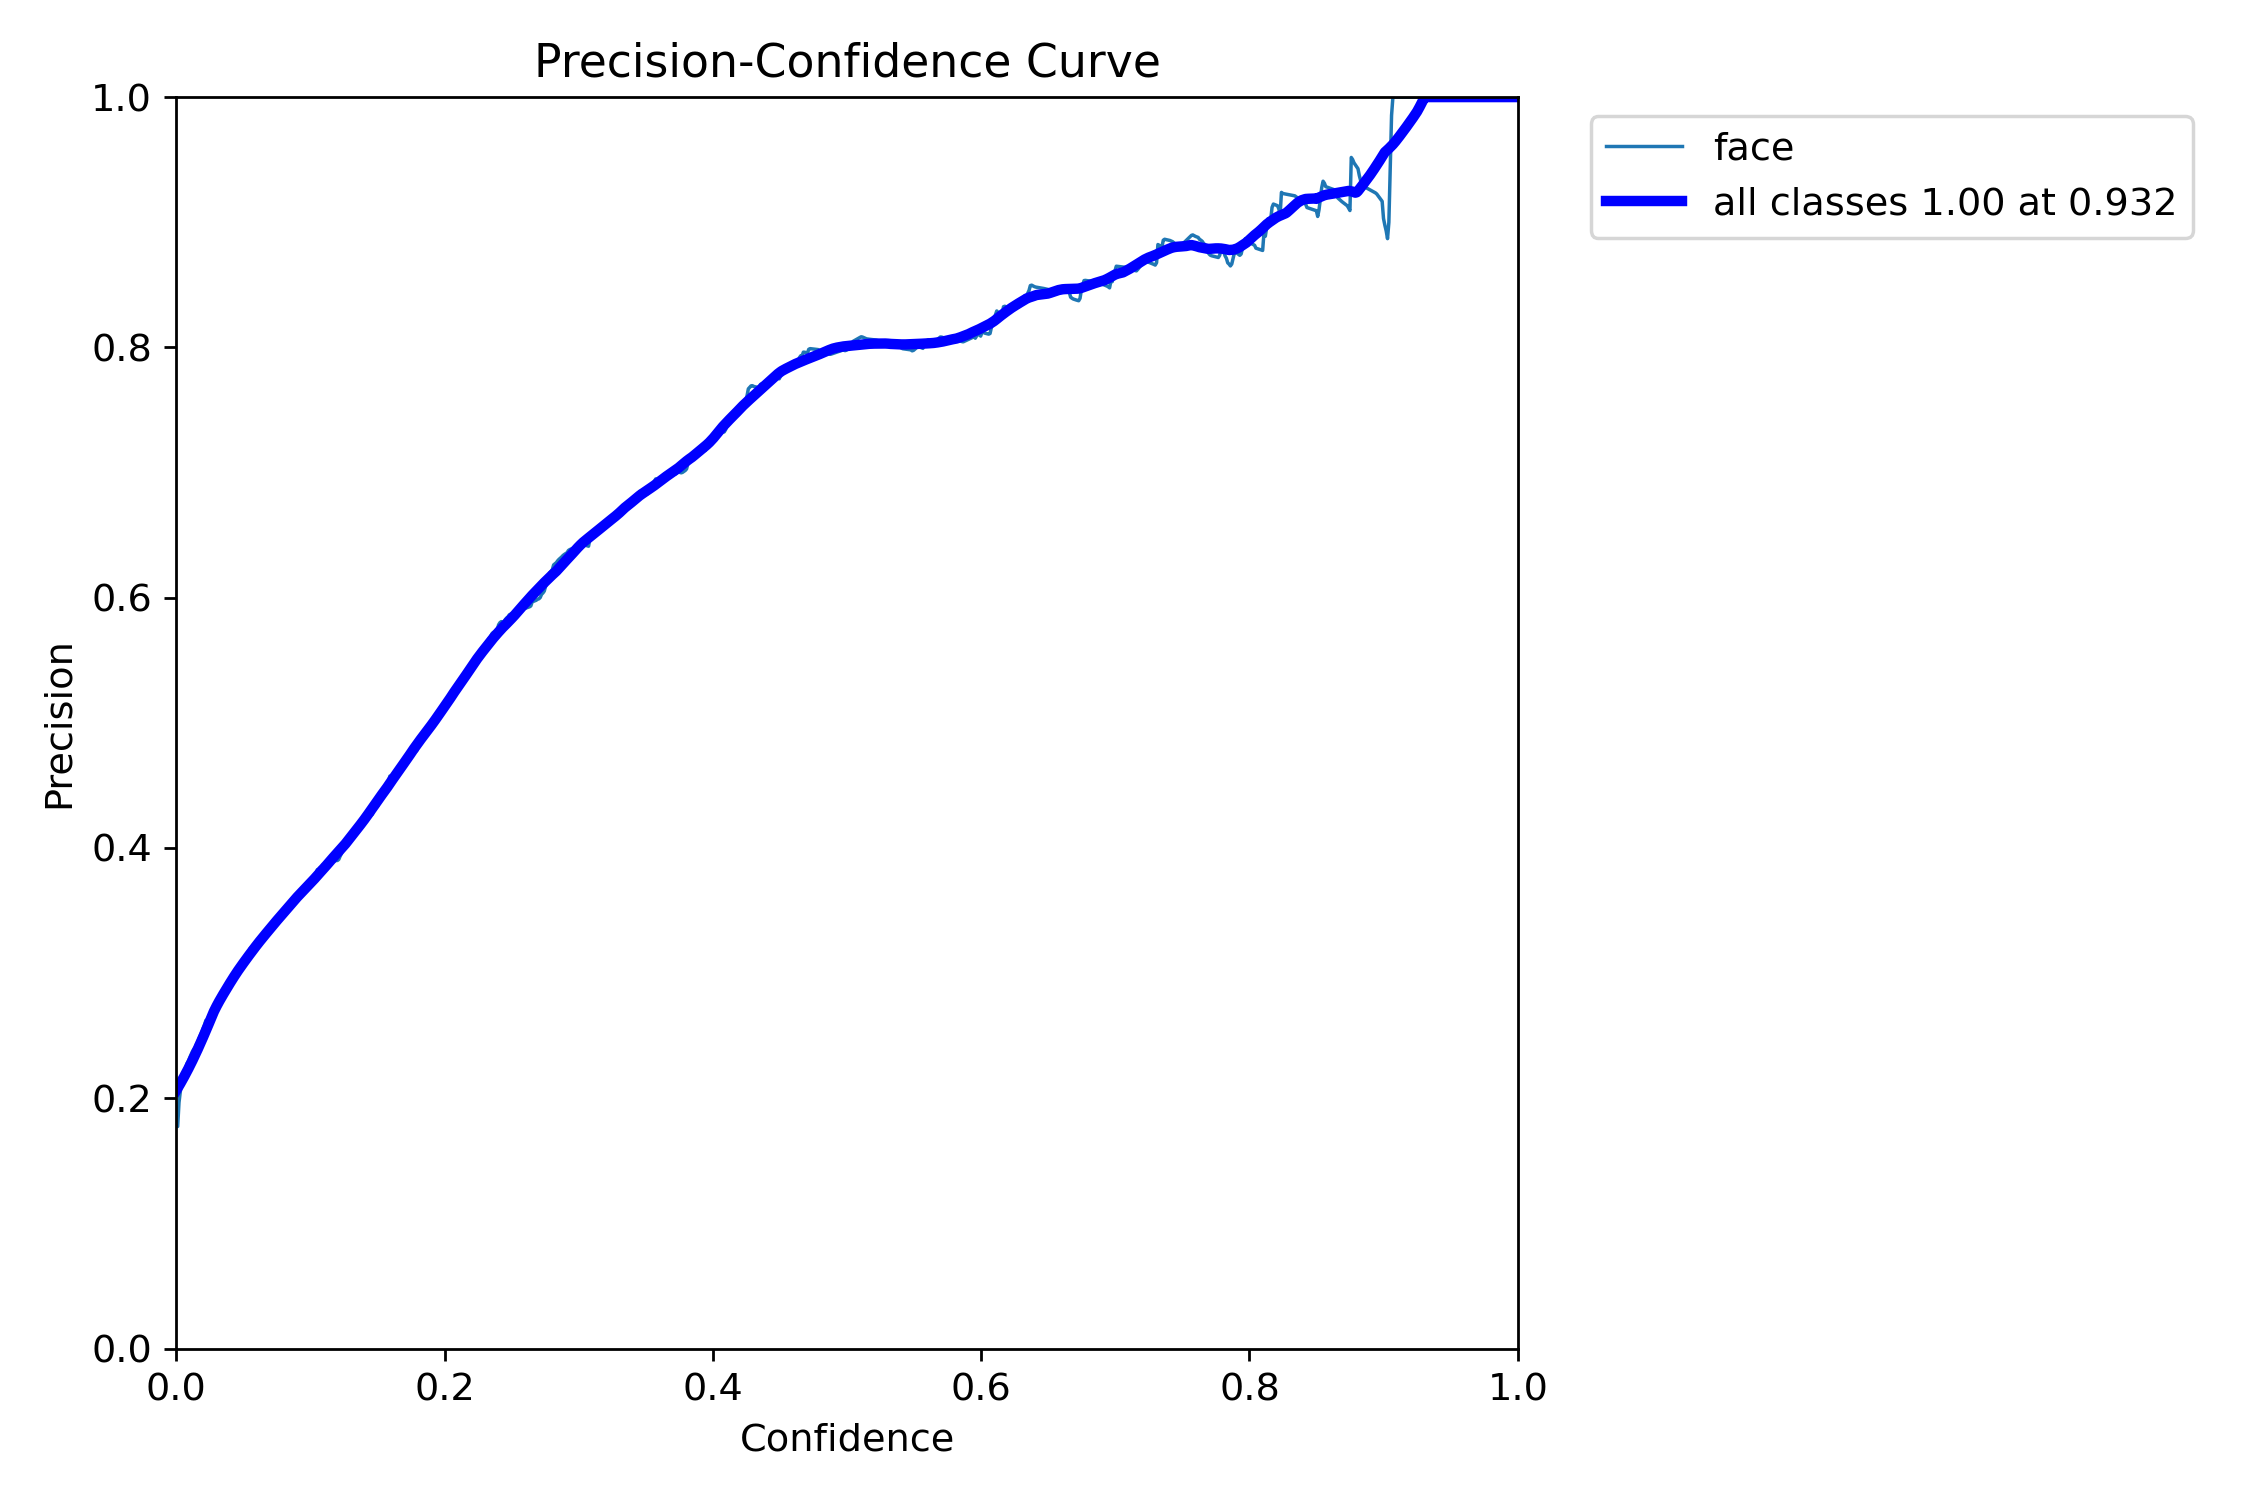 Precision-Confidence Curve
1.0
0.8
0.6
0.4
0.2
0.0
Precision
0.0 0.2 0.4 0.6 0.8 1.0
Confidence
face
all classes 1.00 at 0.932